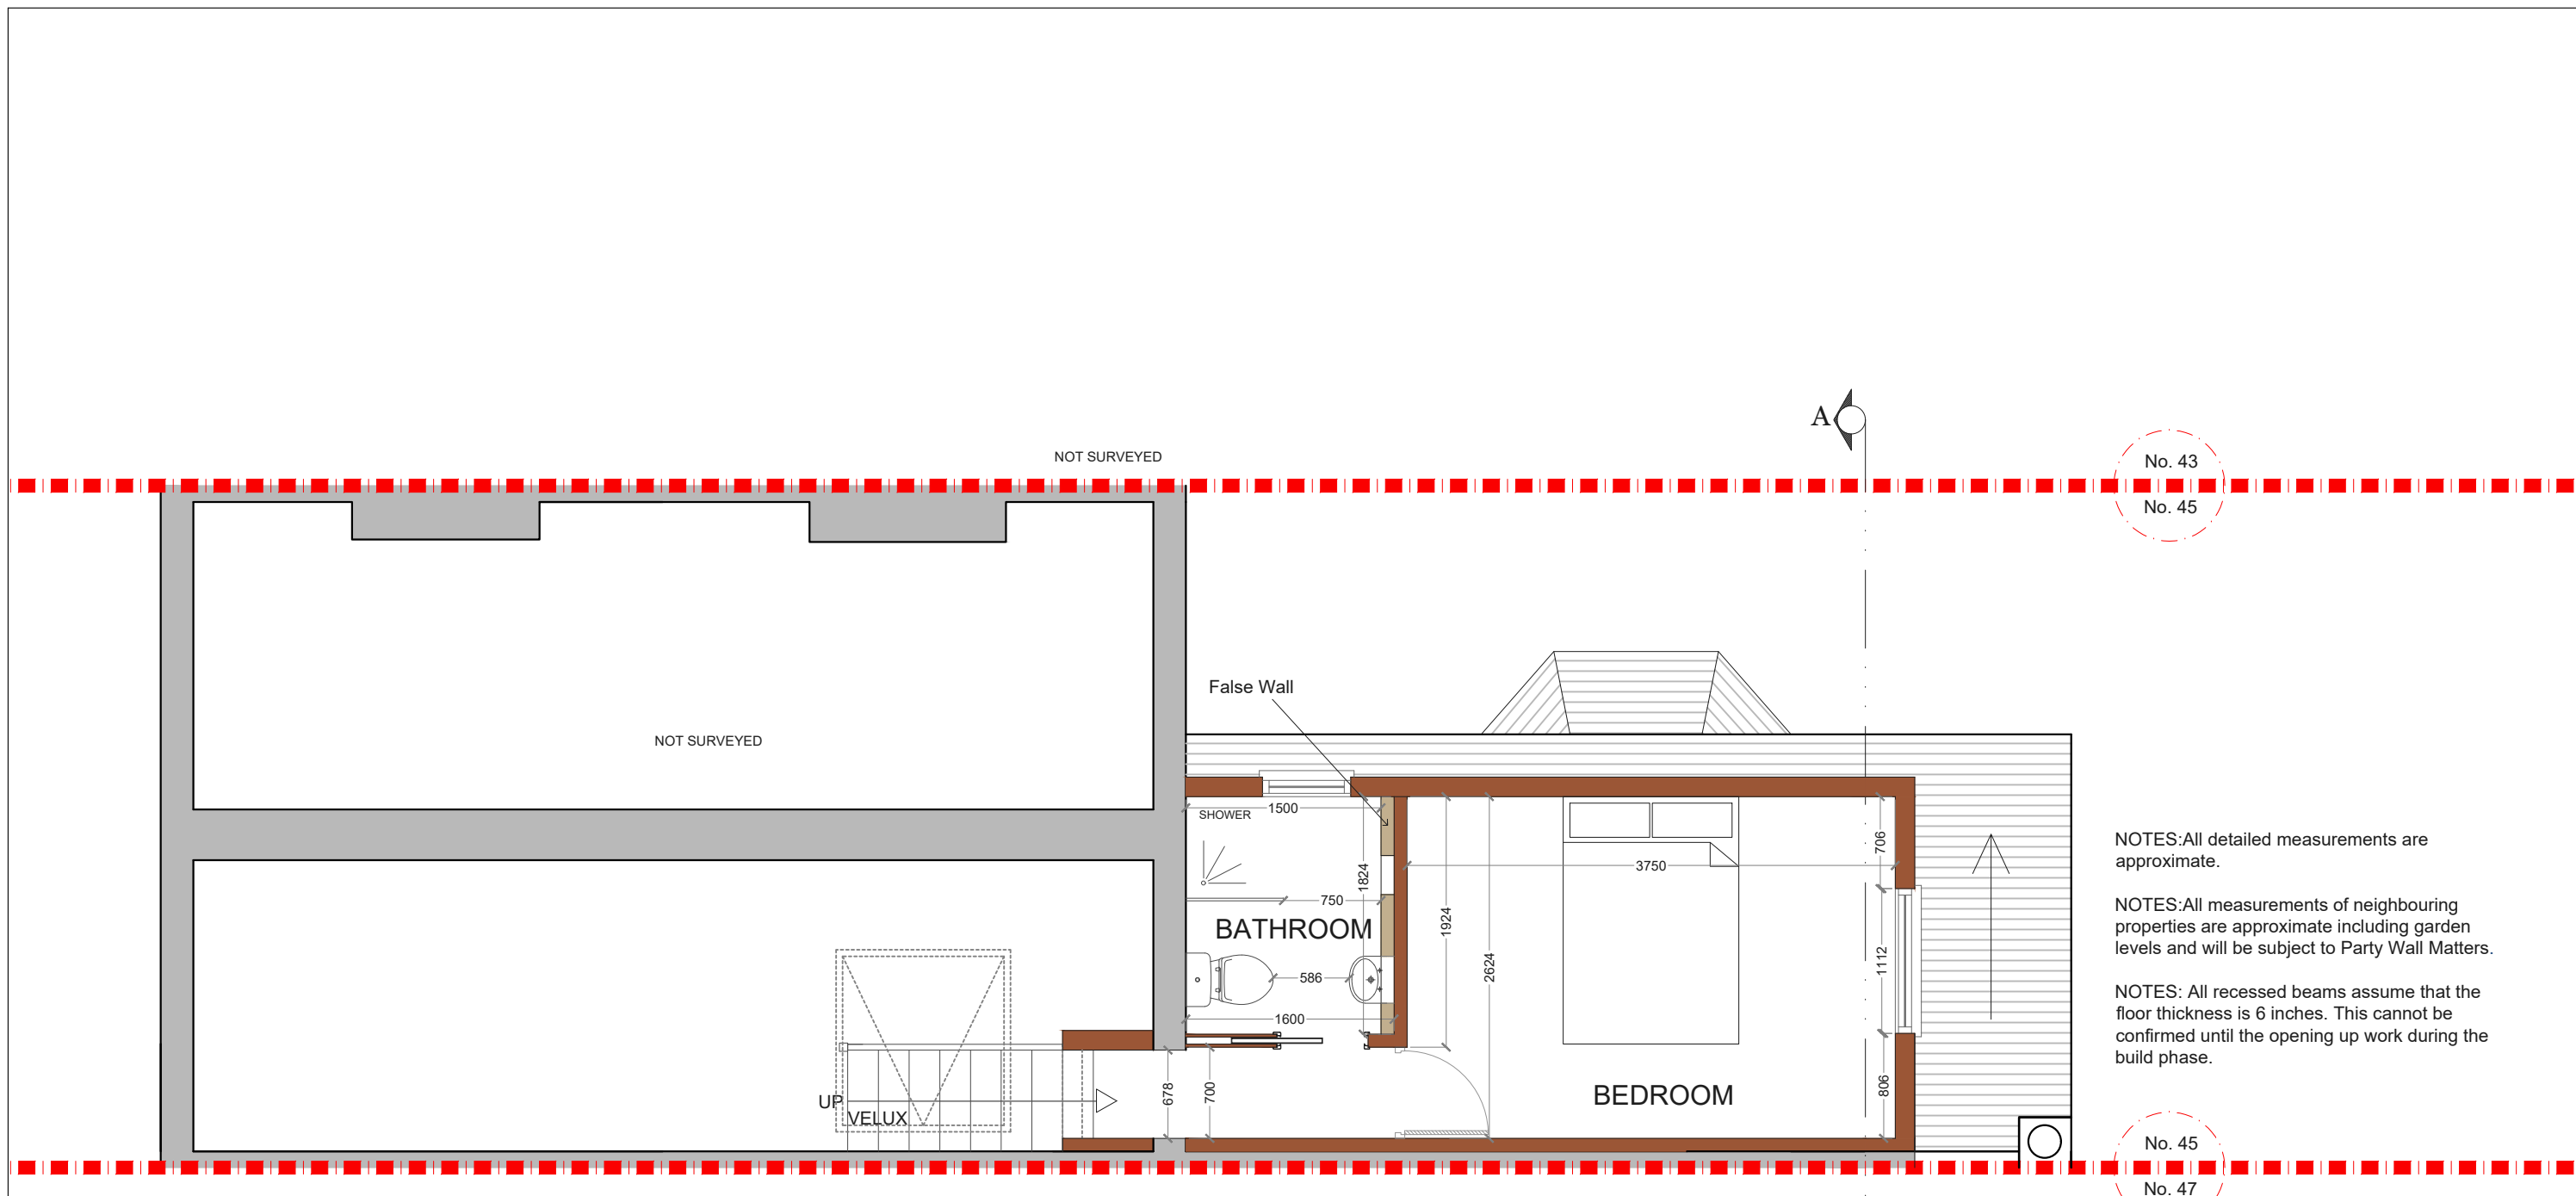 A
NOT SURVEYED
No. 43
No. 45
False Wall
NOT SURVEYED
1500
SHOWER
706
NOTES:All detailed measurements are
approximate.
3750
1824
750
NOTES:All measurements of neighbouring
properties are approximate including garden
levels and will be subject to Party Wall Matters.
BATHROOM
1924
2624
1112
586
NOTES: All recessed beams assume that the
floor thickness is 6 inches. This cannot be
confirmed until the opening up work during the
build phase.
1600
678
700
BEDROOM
806
UP
VELUX
No. 45
No. 47